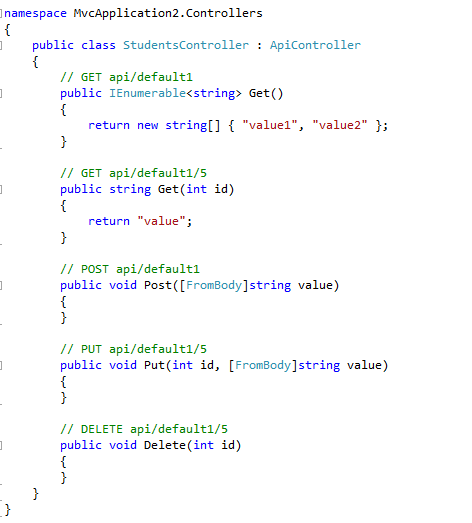 namespace MvcApplication2.Controllers
{
    public class StudentsController : ApiController
    {
        // GET api/default1
        public IEnumerable<string> Get()
        {
            return new string[] { "value1", "value2" };
        }

        // GET api/default1/5
        public string Get(int id)
        {
            return "value";
        }

        // POST api/default1
        public void Post([FromBody]string value)
        {
        }

        // PUT api/default1/5
        public void Put(int id, [FromBody]string value)
        {
        }

        // DELETE api/default1/5
        public void Delete(int id)
        {
        }
    }
}